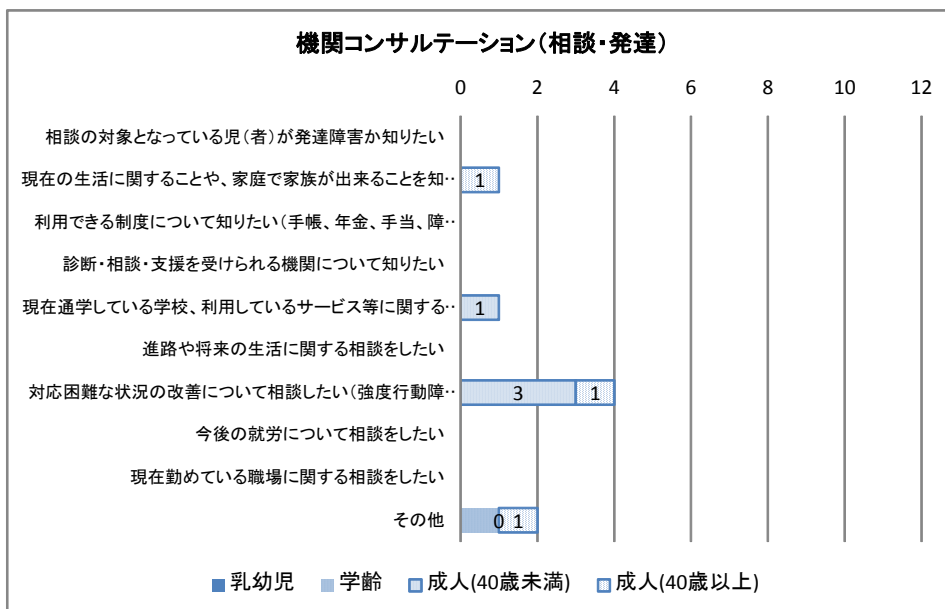 機関コンサルテーション（相談・発達）
0 2 4 6 8 10 12
相談の対象となっている児（者）が発達障害か知りたい
現在の生活に関することや、家庭で家族が出来ることを知‥
1
利用できる制度について知りたい（手帳、年金、手当、障‥
診断・相談・支援を受けられる機関について知りたい
現在通学している学校、利用しているサービス等に関する‥
1
進路や将来の生活に関する相談をしたい
対応困難な状況の改善について相談したい（強度行動障‥
3 1
今後の就労について相談をしたい
現在勤めている職場に関する相談をしたい
その他
0 1
乳幼児 学齢 成人(40歳未満) 成人(40歳以上)